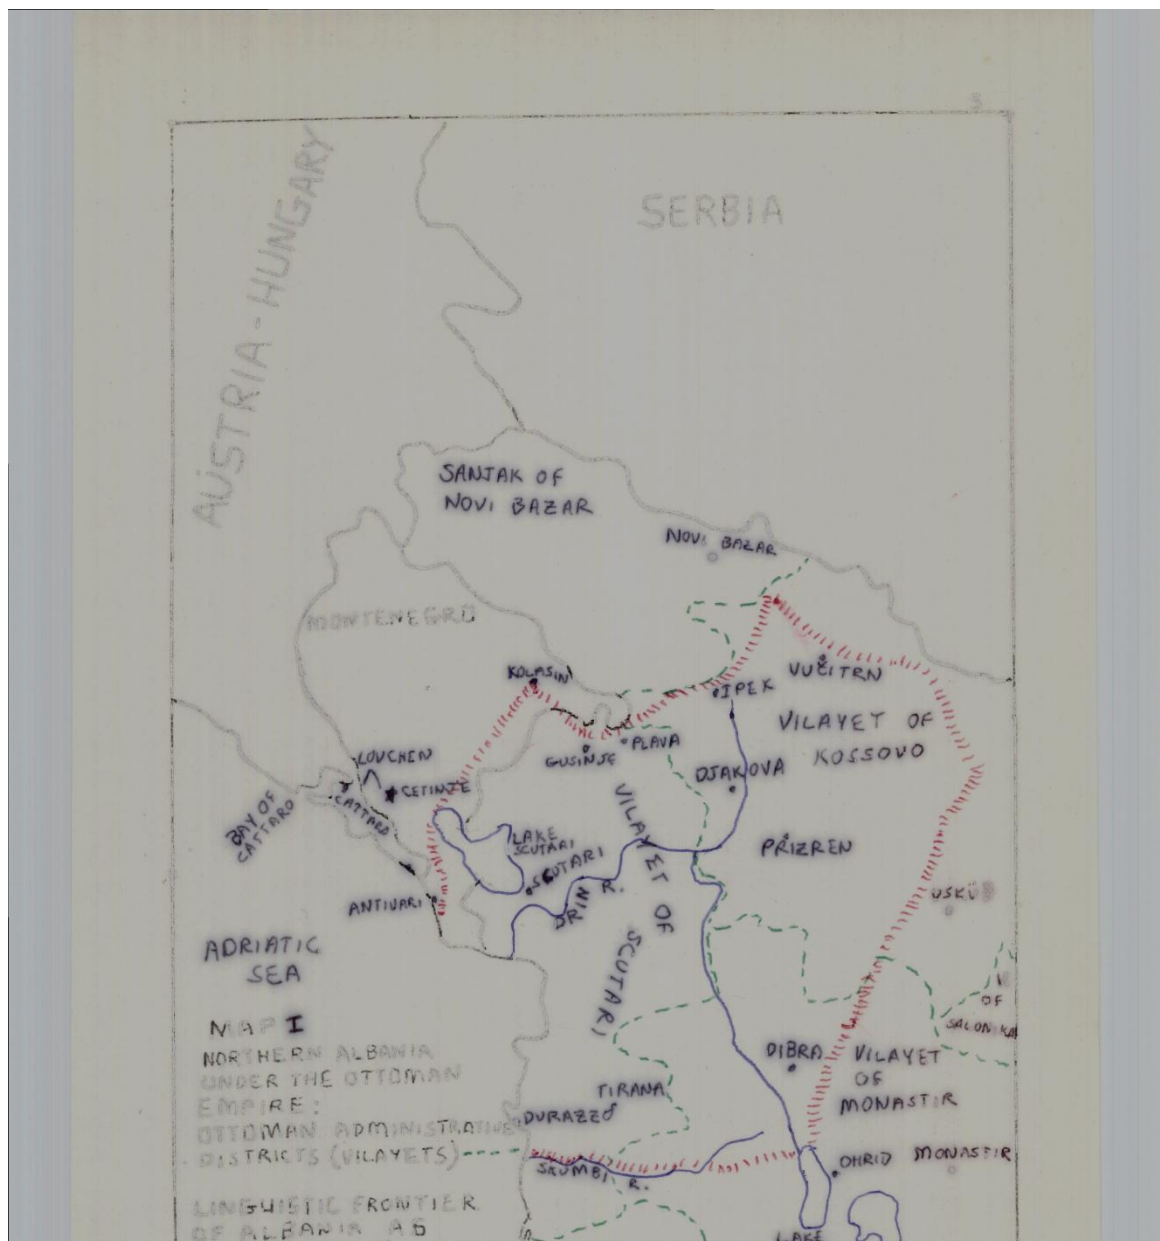 SERBIA
AUSTRIA-HUNGARY
SANJAK OF
NOVI BAZAR
NOVI BAZAR
MONTENEGRO
KOLASIN
VUČITRN
IPEK
VILAYET OF
KOSSOVO
PLAVA
GUSINJE
DJAKOVA
LOUCHEN
CETINJE
CATTARO
BAY OF
CATTARO
LAKE
SCUTARI
SCUTARI
PRIZREN
VILAYET OF SCUTARI
DRIN R.
ANTIVARI
USKÜB
ADRIATIC
SEA
V
OF
SALONIKA
MAP I
NORTHERN ALBANIA
UNDER THE OTTOMAN
EMPIRE:
OTTOMAN ADMINISTRATIVE
DISTRICTS (VILAYETS)
DIBRA
VILAYET
OF
MONASTIR
TIRANA
DURAZZO
OHRID
MONASTIR
SKUMBI R.
LINGUISTIC FRONTIER
OF ALBANIA AS
LAKE